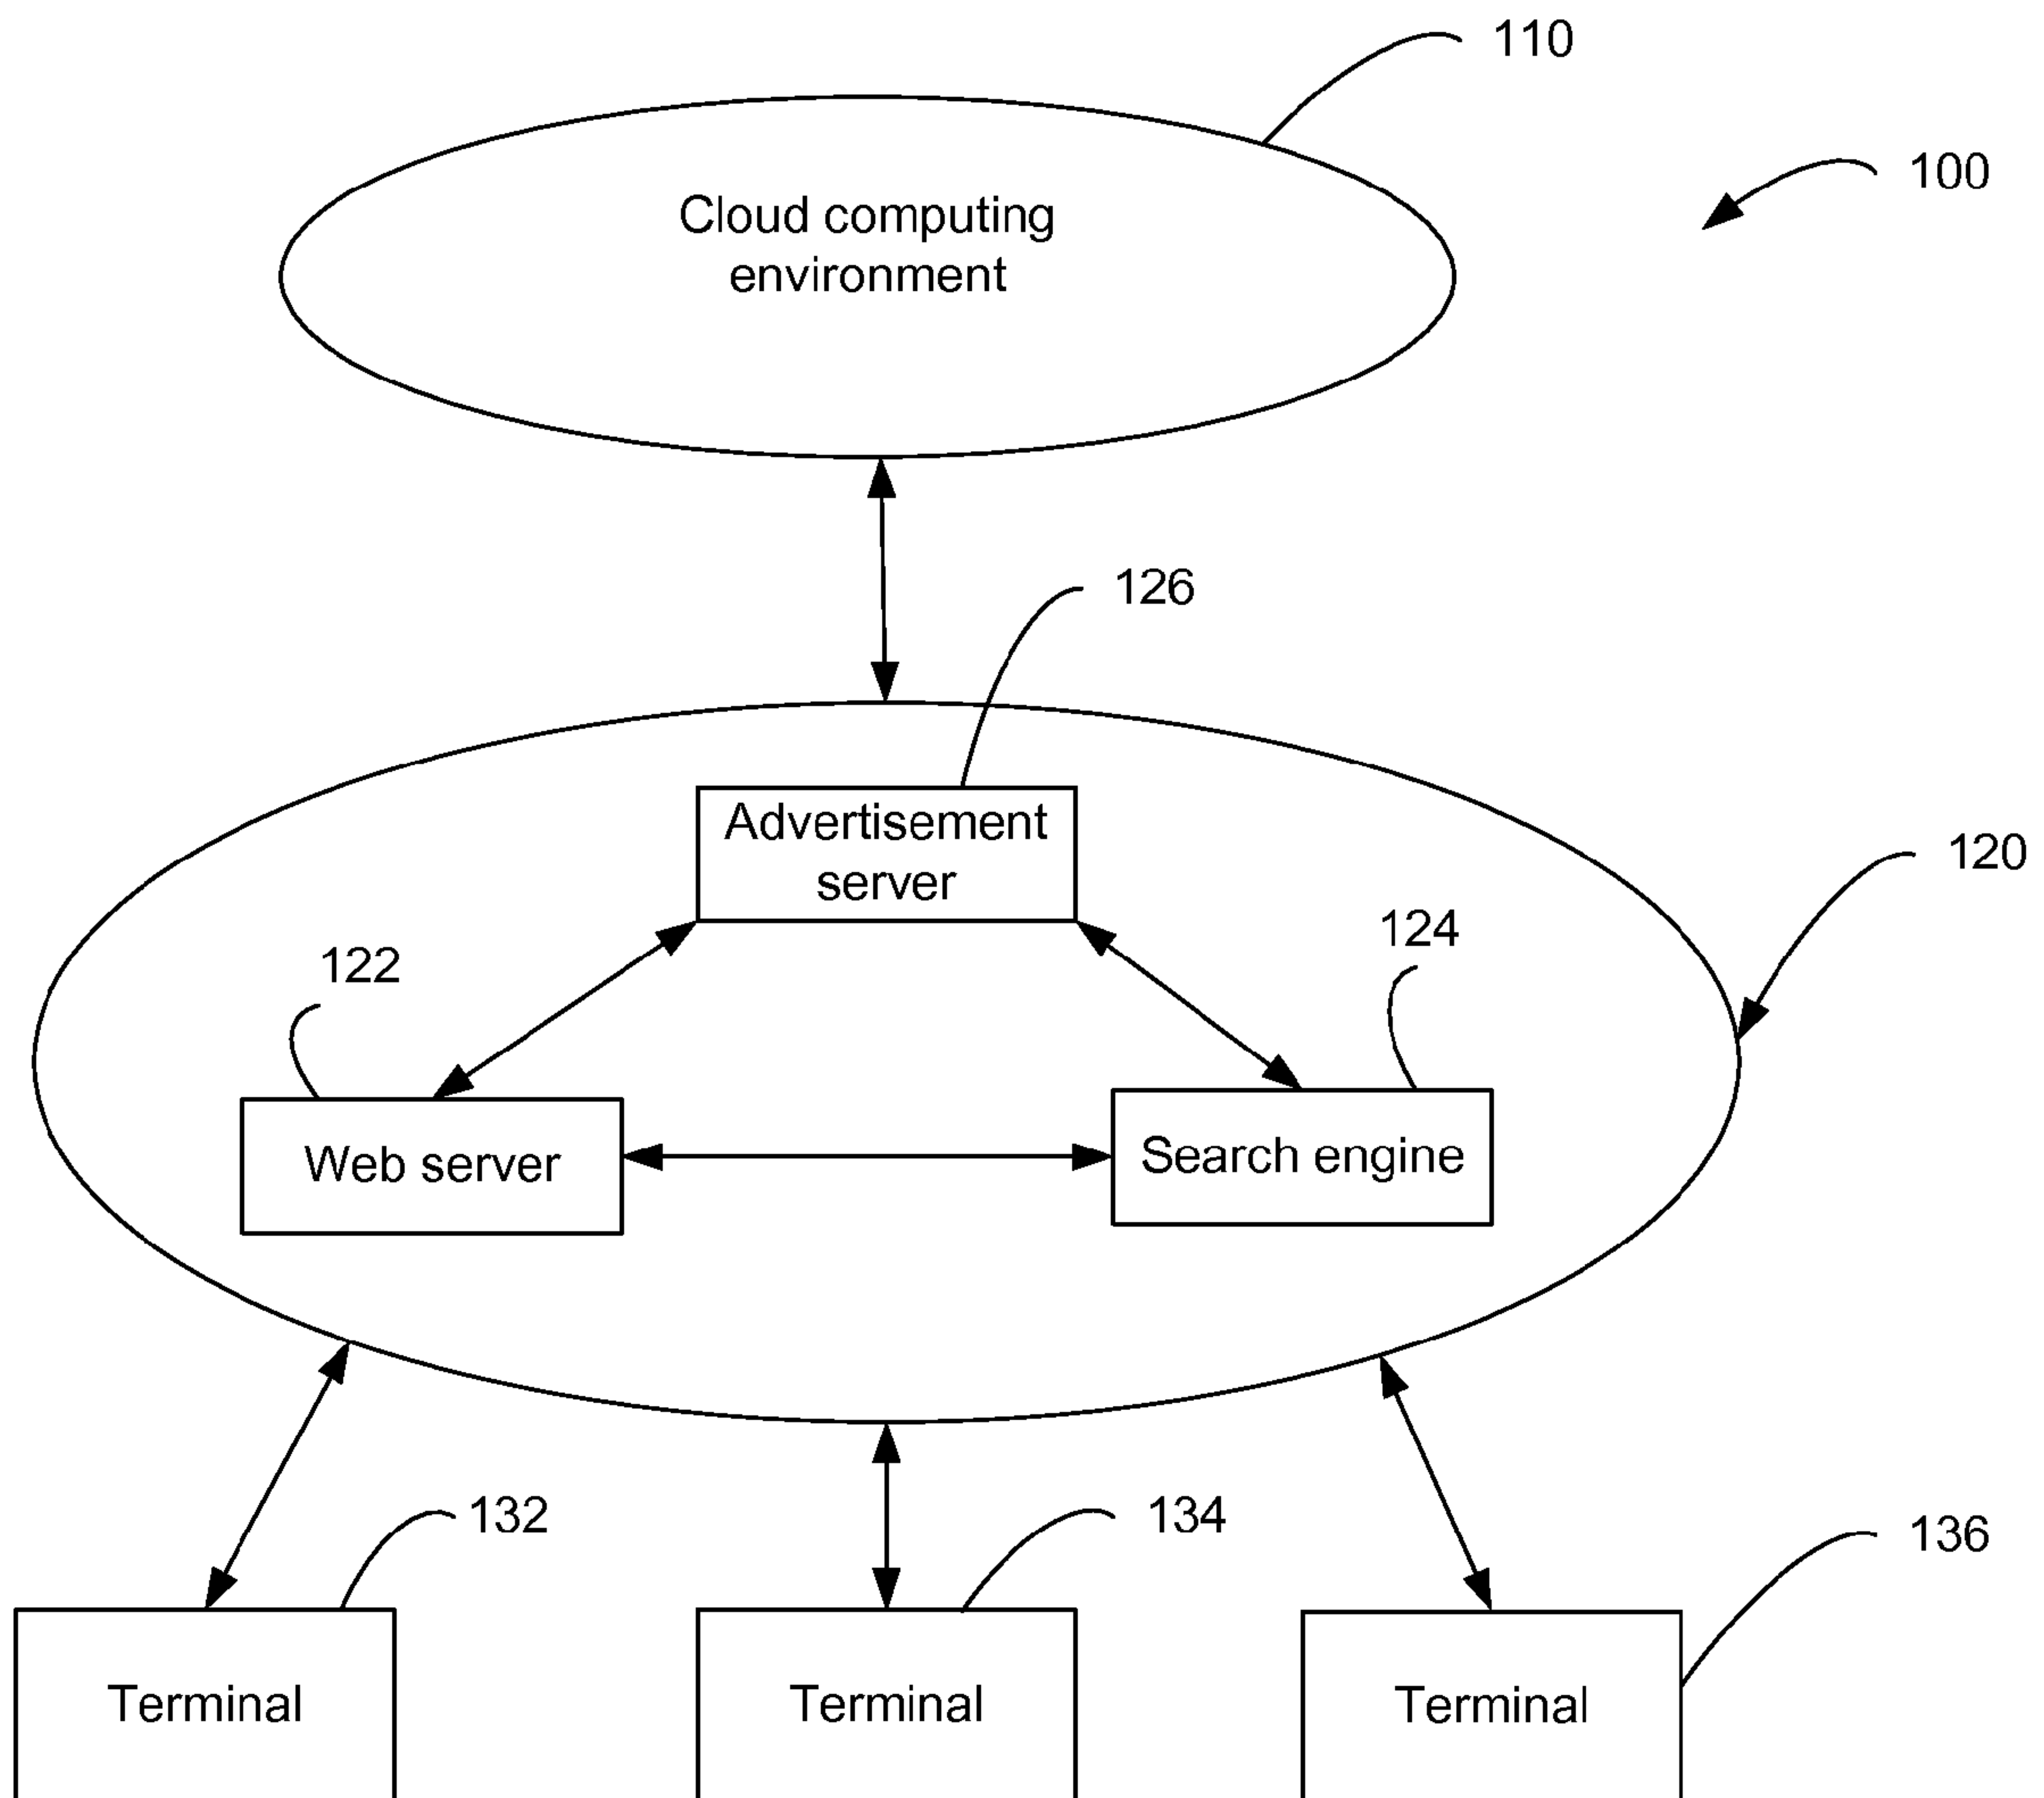 110
100
Cloud computing
environment
126
Advertisement
server
120
124
122
Web server
Search engine
132
134
136
Terminal
Terminal
Terminal